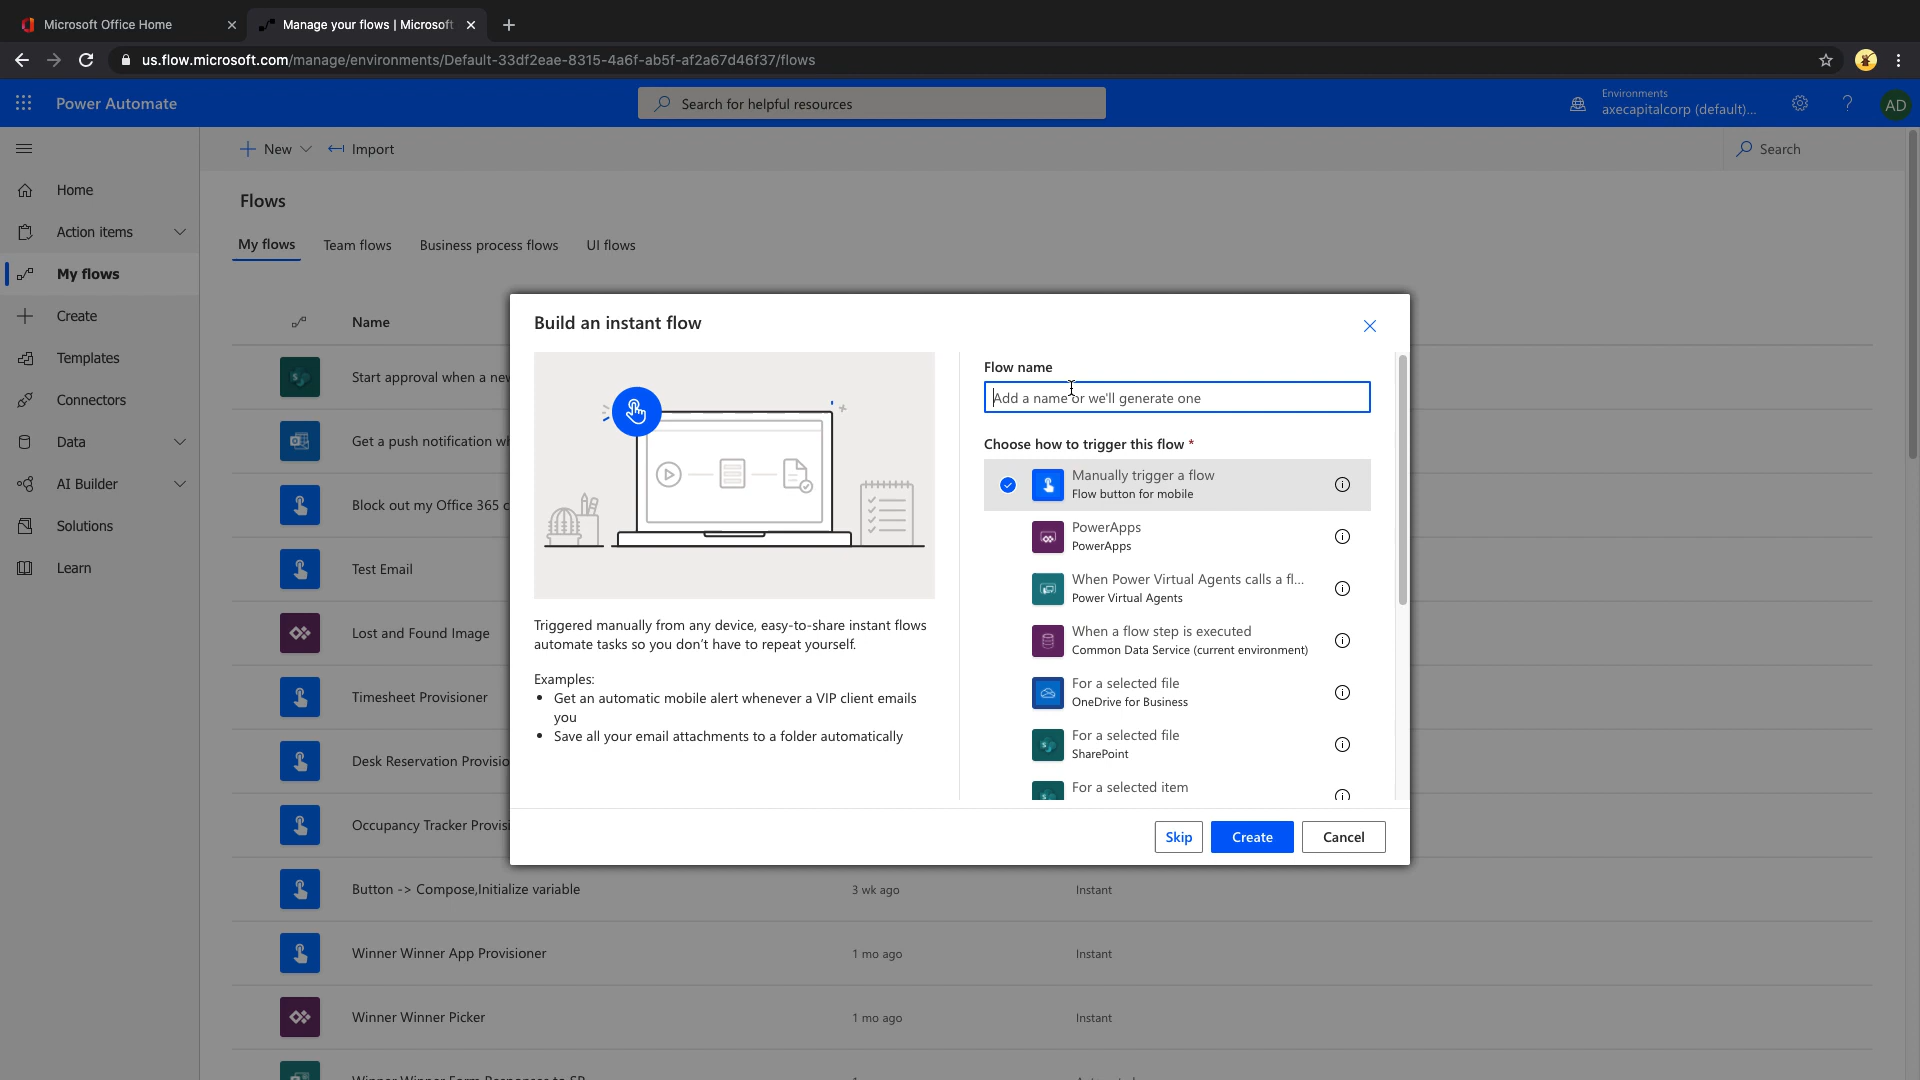 Microsoft Office Home
Manage your flows | Microsoft
us.flow.microsoft.com/manage/environments/Default-33df2eae-8315-4a6f-ab5f-af2a67d46f37/flows
Power Automate
Search for helpful resources
Environments
axecapitalcorp (default)...
AD
New
Import
Search
Home
Action items
My flows
Create
Templates
Connectors
Data
AI Builder
Solutions
Learn
Flows
My flows
Team flows
Business process flows
UI flows
Name
Start approval when a new
Get a push notification wh
Block out my Office 365 c
Test Email
Lost and Found Image
Timesheet Provisioner
Desk Reservation Provisio
Occupancy Tracker Provisi
Button -> Compose,Initialize variable
3 wk ago
Instant
Winner Winner App Provisioner
1 mo ago
Instant
Winner Winner Picker
1 mo ago
Instant
Build an instant flow
Triggered manually from any device, easy-to-share instant flows
automate tasks so you don't have to repeat yourself.
Examples:
• Get an automatic mobile alert whenever a VIP client emails
you
• Save all your email attachments to a folder automatically
Flow name
Add a name or we'll generate one
Choose how to trigger this flow *
Manually trigger a flow
Flow button for mobile
PowerApps
PowerApps
When Power Virtual Agents calls a fl...
Power Virtual Agents
When a flow step is executed
Common Data Service (current environment)
For a selected file
OneDrive for Business
For a selected file
SharePoint
For a selected item
Skip
Create
Cancel